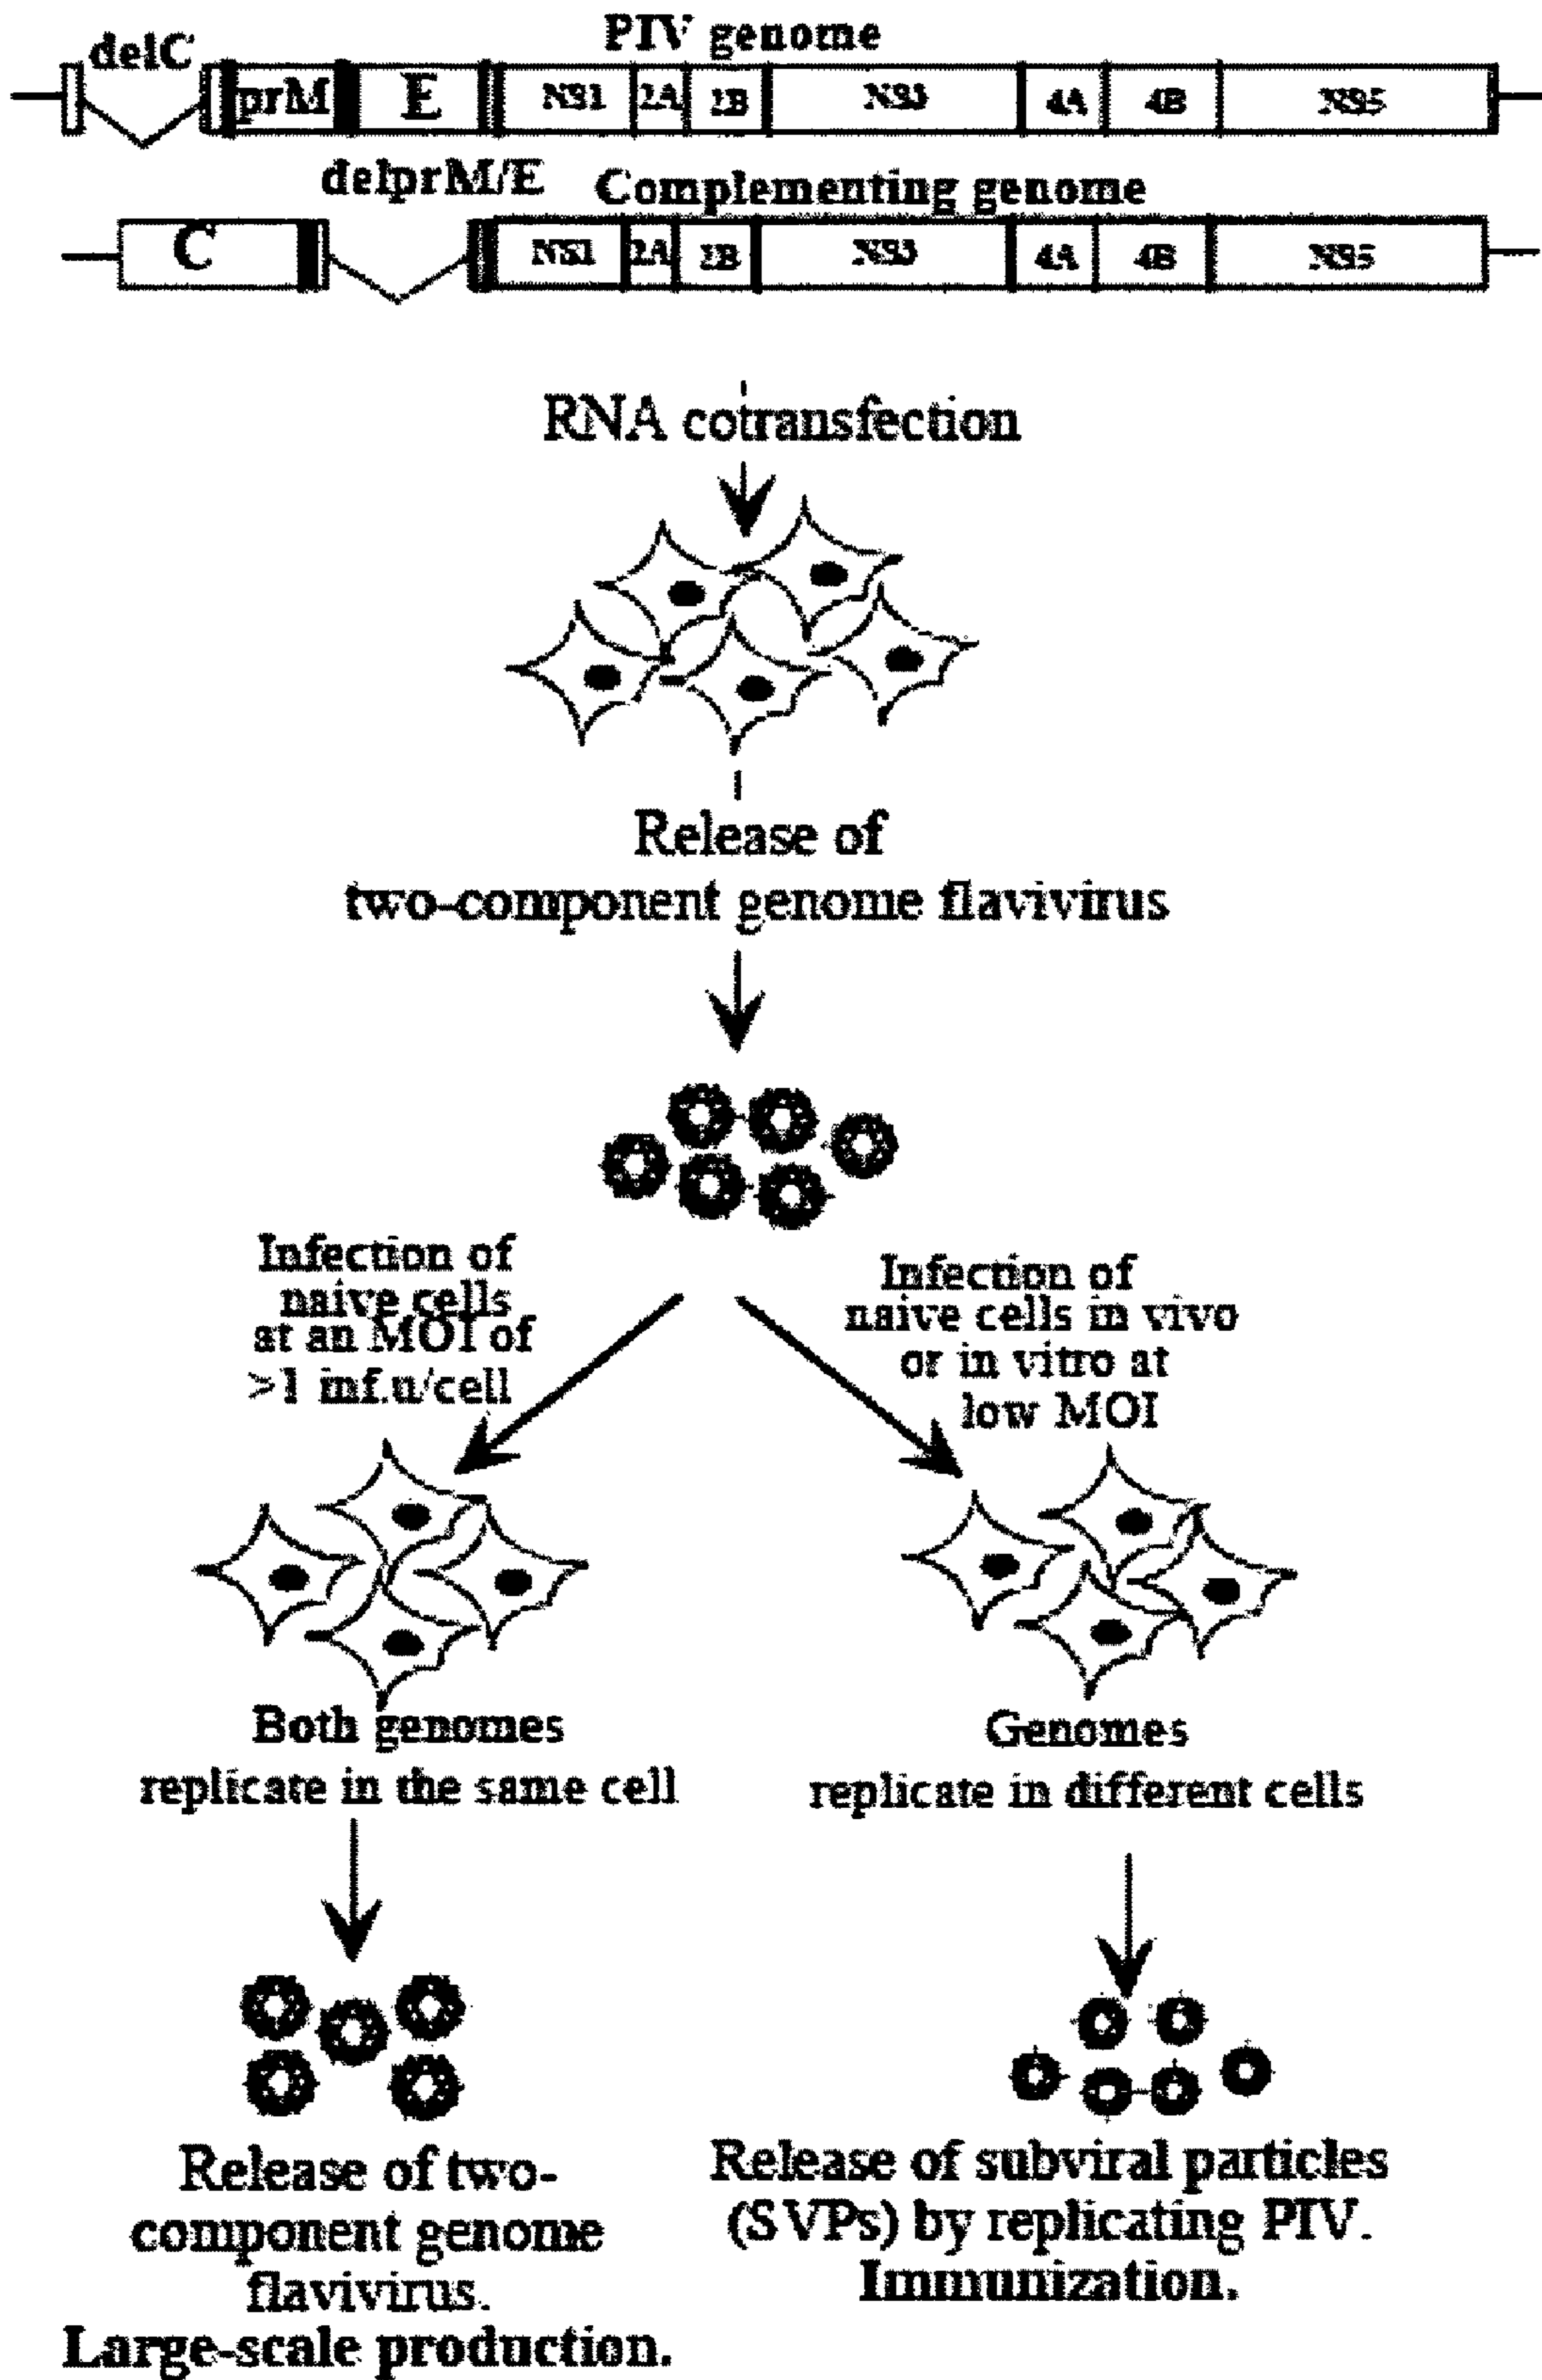 PIV genome
delC
prM E NS1 2A 2B NS3 4A 4B NS5
delprM/E
Complementing genome
C NS1 2A 2B NS3 4A 4B NS5
RNA cotransfection
Release of
two-component genome flavivirus
Infection of
naive cells
at an MOI of
>1 inf.u/cell
Infection of
naive cells in vivo
or in vitro at
low MOI
Both genomes
replicate in the same cell
Genomes
replicate in different cells
Release of two-
component genome
flavivirus.
Large-scale production.
Release of subviral particles
(SVPs) by replicating PIV.
Immunization.